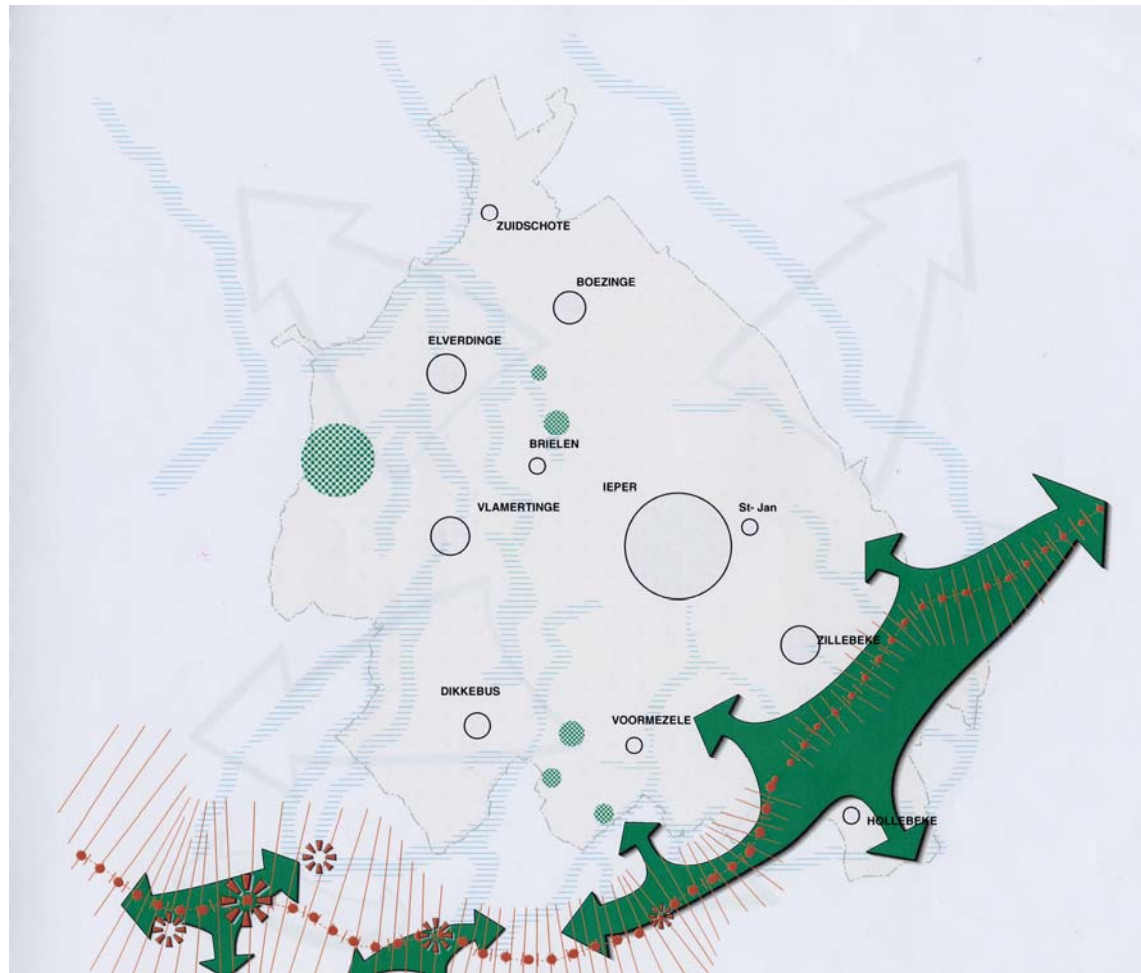 ZUIDSCHOTE
BOEZINGE
ELVERDINGE
BRIELEN
IEPER
VLAMERTINGE
St- Jan
ZILLEBEKE
DIKKEBUS
VOORMEZELE
HOLLEBEKE